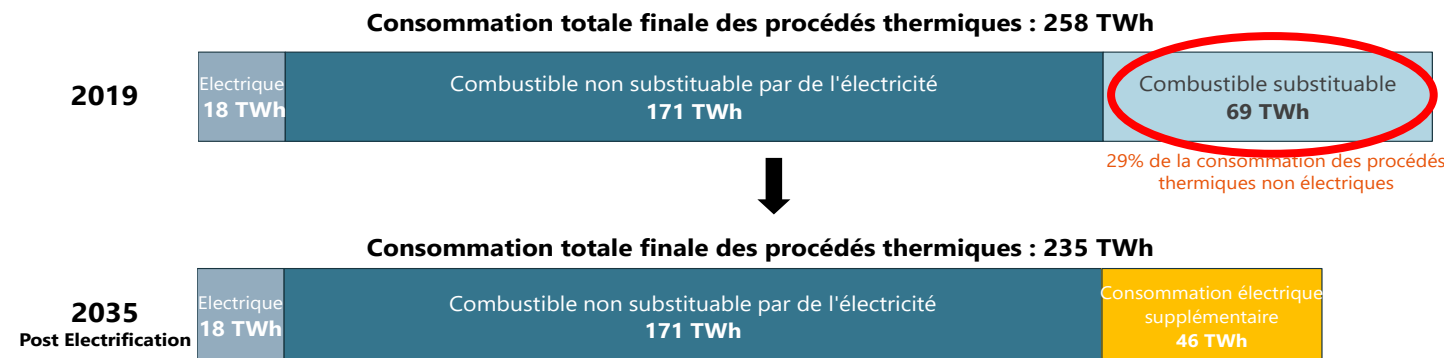 Consommation totale finale des procédés thermiques : 258 TWh
2019
Electrique
18 TWh
Combustible non substituable par de l'électricité
171 TWh
Combustible substituable
69 TWh
29% de la consommation des procédés
thermiques non électriques
Consommation totale finale des procédés thermiques : 235 TWh
2035
Post Electrification
Electrique
18 TWh
Combustible non substituable par de l'électricité
171 TWh
Consommation électrique
supplémentaire
46 TWh